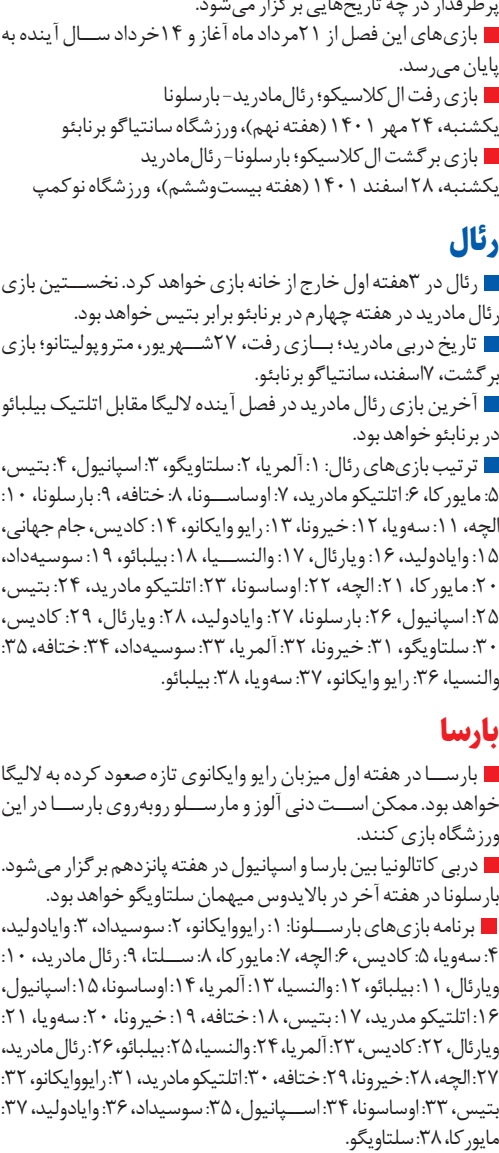 پرطرفدار در چه تاریخ‌هایی برگزار می‌شود.
بازی‌های این فصل از ۲۱مرداد ماه آغاز و ۱۴خرداد سال آینده به
پایان می‌رسد.
بازی رفت ال‌کلاسیکو؛ رئال‌مادرید-بارسلونا
یکشنبه، ۲۴ مهر ۱۴۰۱ (هفته نهم)، ورزشگاه سانتیاگو برنابئو
بازی برگشت ال‌کلاسیکو؛ بارسلونا-رئال‌مادرید
یکشنبه، ۲۸ اسفند ۱۴۰۱ (هفته بیست‌وششم)، ورزشگاه نوکمپ
رئال
رئال در ۳هفته اول خارج از خانه بازی خواهد کرد. نخستین بازی
رئال مادرید در هفته چهارم در برنابئو برابر بتیس خواهد بود.
تاریخ دربی مادرید؛ بازی رفت، ۲۷شهریور، متروپولیتانو؛ بازی
برگشت، ۷اسفند، سانتیاگو برنابئو.
آخرین بازی رئال مادرید در فصل آینده لالیگا مقابل اتلتیک بیلبائو
در برنابئو خواهد بود.
ترتیب بازی‌های رئال: ۱: آلمریا، ۲: سلتاویگو، ۳: اسپانیول، ۴: بتیس،
۵: مایورکا، ۶: اتلتیکو مادرید، ۷: اوساسونا، ۸: ختافه، ۹: بارسلونا، ۱۰:
الچه، ۱۱: سه‌ویا، ۱۲: خیرونا، ۱۳: رایو وایکانو، ۱۴: کادیس، جام جهانی،
۱۵: وایادولید، ۱۶: ویارئال، ۱۷: والنسیا، ۱۸: بیلبائو، ۱۹: سوسیه‌داد،
۲۰: مایورکا، ۲۱: الچه، ۲۲: اوساسونا، ۲۳: اتلتیکو مادرید، ۲۴: بتیس،
۲۵: اسپانیول، ۲۶: بارسلونا، ۲۷: وایادولید، ۲۸: ویارئال، ۲۹: کادیس،
۳۰: سلتاویگو، ۳۱: خیرونا، ۳۲: آلمریا، ۳۳: سوسیه‌داد، ۳۴: ختافه، ۳۵:
والنسیا، ۳۶: رایو وایکانو، ۳۷: سه‌ویا، ۳۸: بیلبائو.
بارسا
بارسا در هفته اول میزبان رایو وایکانوی تازه صعود کرده به لالیگا
خواهد بود. ممکن است دنی آلوز و مارسلو روبه‌روی بارسا در این
ورزشگاه بازی کنند.
دربی کاتالونیا بین بارسا و اسپانیول در هفته پانزدهم برگزار می‌شود.
بارسلونا در هفته آخر در بالایدوس میهمان سلتاویگو خواهد بود.
برنامه بازی‌های بارسلونا: ۱: رایووایکانو، ۲: سوسیداد، ۳: وایادولید،
۴: سه‌ویا، ۵: کادیس، ۶: الچه، ۷: مایورکا، ۸: سلتا، ۹: رئال مادرید، ۱۰:
ویارئال، ۱۱: بیلبائو، ۱۲: والنسیا، ۱۳: آلمریا، ۱۴: اوساسونا، ۱۵: اسپانیول،
۱۶: اتلتیکو مدرید، ۱۷: بتیس، ۱۸: ختافه، ۱۹: خیرونا، ۲۰: سه‌ویا، ۲۱:
ویارئال، ۲۲: کادیس، ۲۳: آلمریا، ۲۴: والنسیا، ۲۵: بیلبائو، ۲۶: رئال مادرید،
۲۷: الچه، ۲۸: خیرونا، ۲۹: ختافه، ۳۰: اتلتیکو مادرید، ۳۱: رایووایکانو، ۳۲:
بتیس، ۳۳: اوساسونا، ۳۴: اسپانیول، ۳۵: سوسیداد، ۳۶: وایادولید، ۳۷:
مایورکا، ۳۸: سلتاویگو.